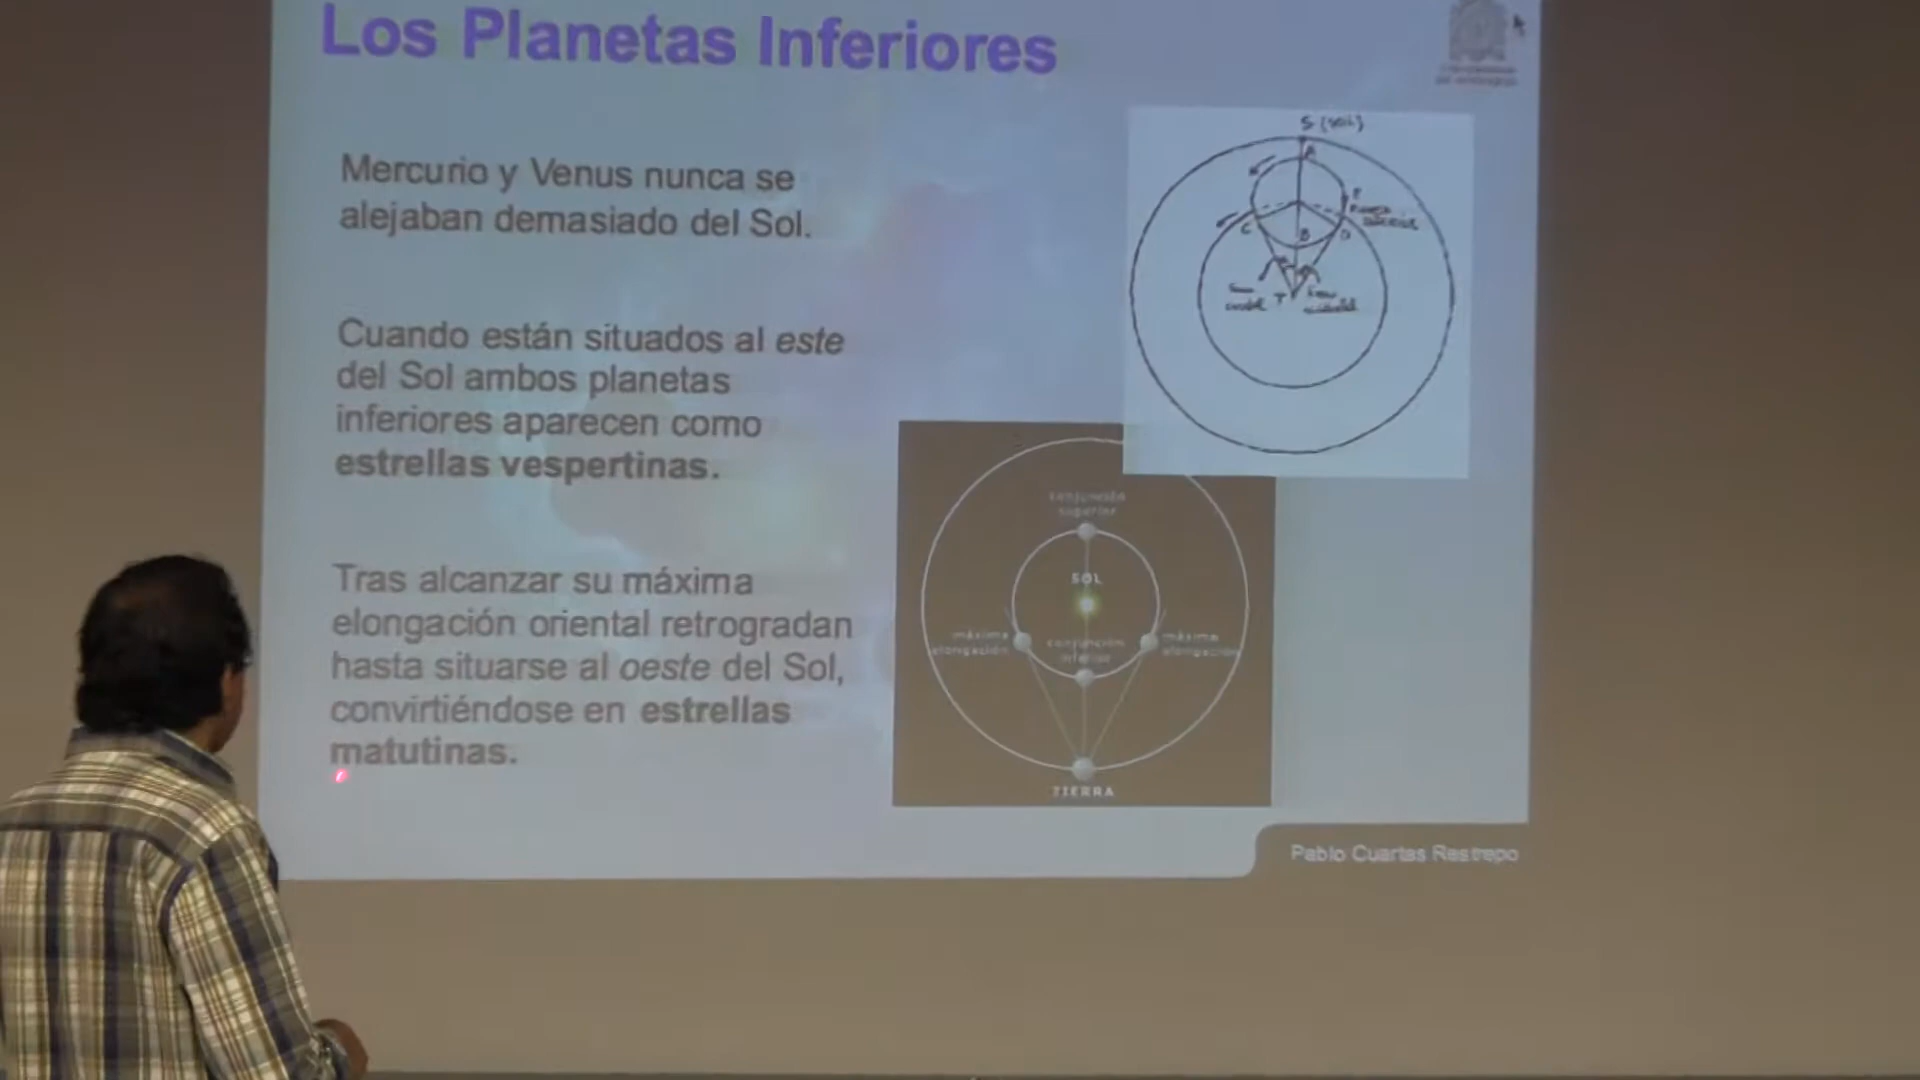 Los Planetas Inferiores
Mercurio y Venus nunca se
alejaban demasiado del Sol.
Cuando están situados al este
del Sol ambos planetas
inferiores aparecen como
estrellas vespertinas.
Tras alcanzar su máxima
elongación oriental retrogradan
hasta situarse al oeste del Sol,
convirtiéndose en estrellas
matutinas.
S (SOL)
A
E
C
B
D
T
conjunción
superior
SOL
máxima
elongación
conjunción
inferior
máxima
elongación
TIERRA
Pablo Cuartas Restrepo